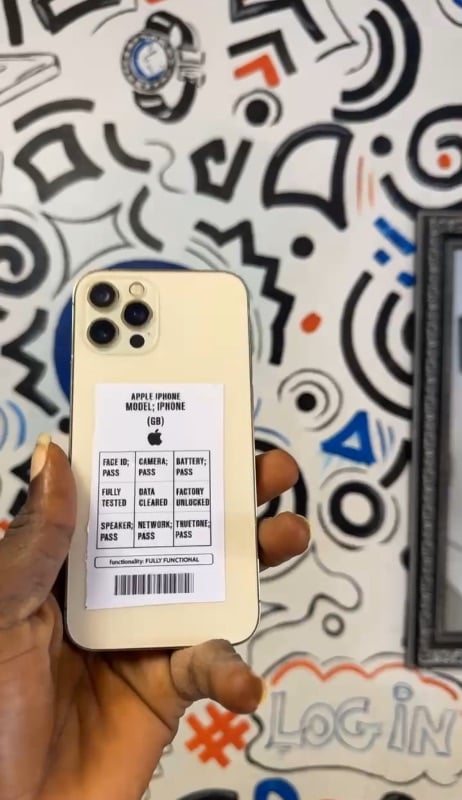 APPLE IPHONE
MODEL; IPHONE
(GB)
FACE ID; PASS
CAMERA; PASS
BATTERY; PASS
FULLY TESTED
DATA CLEARED
FACTORY UNLOCKED
SPEAKER; PASS
NETWORK; PASS
TRUETONE; PASS
functionality: FULLY FUNCTIONAL
# LOG iN